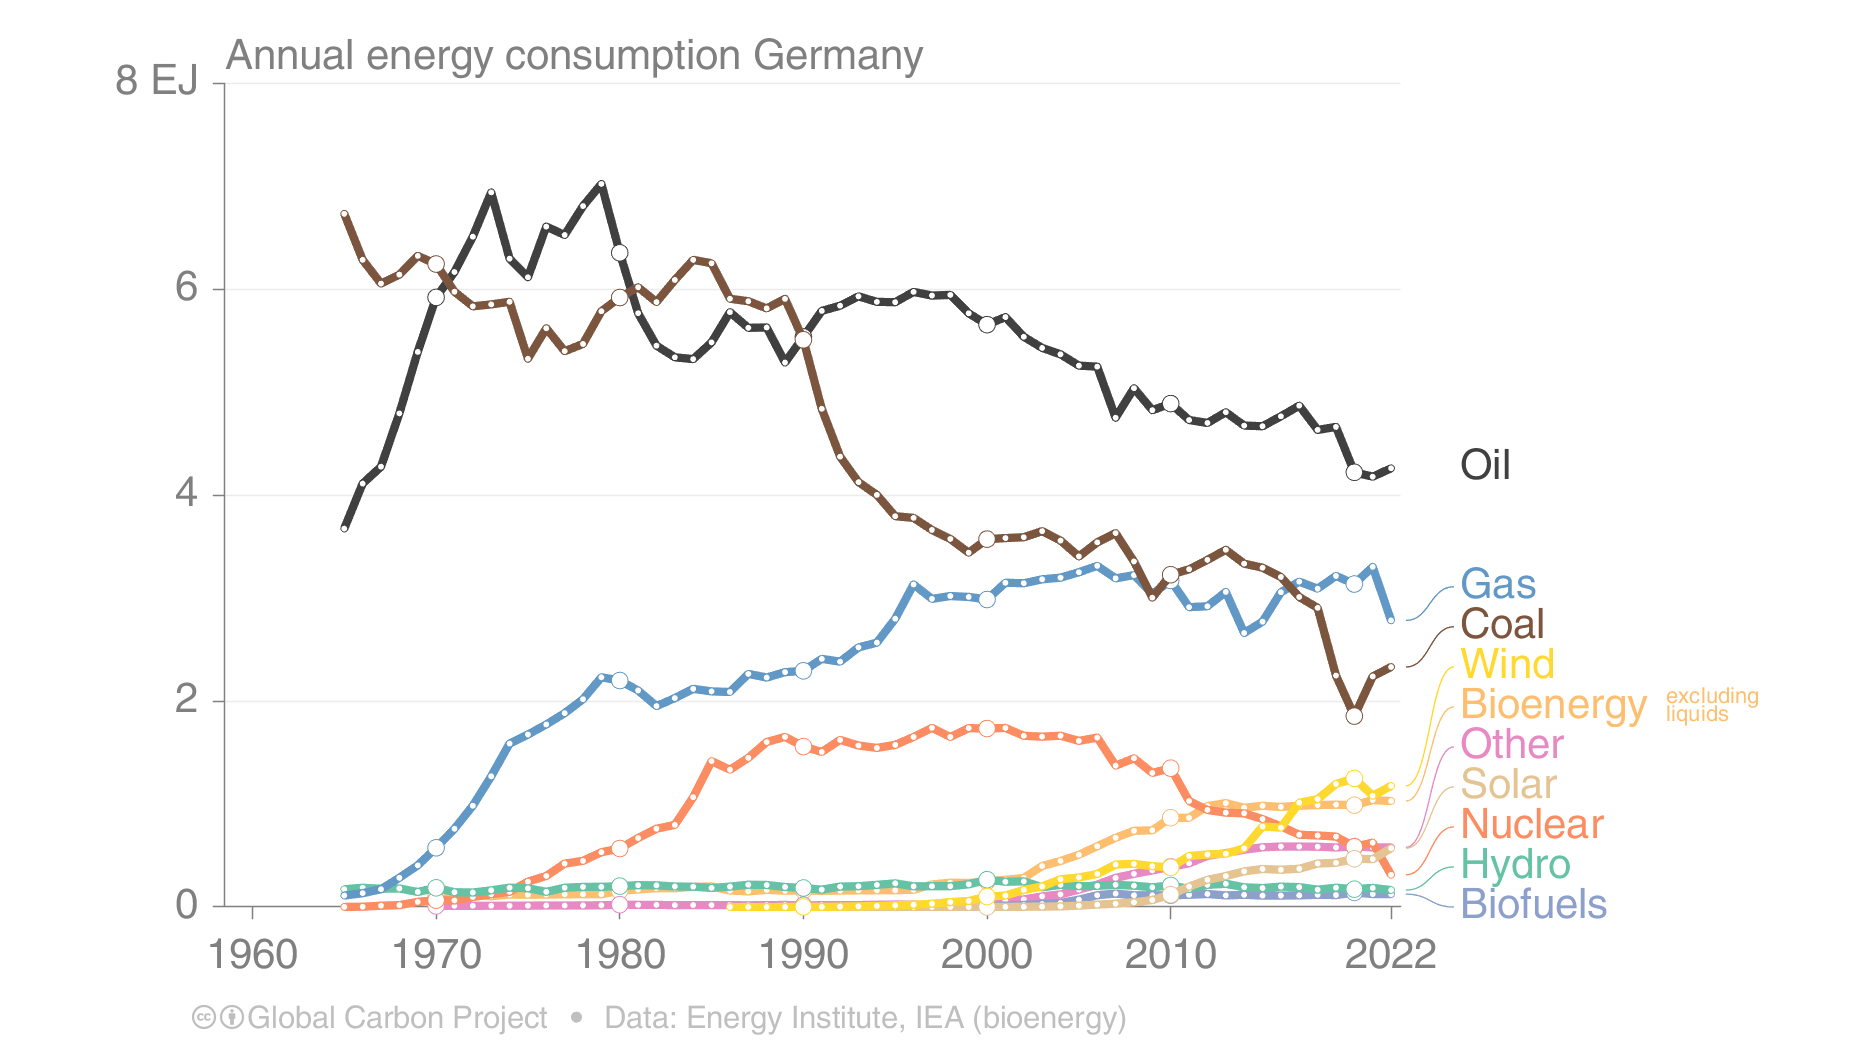 Annual energy consumption Germany
8 EJ
6
4
2
0
1960 1970 1980 1990 2000 2010 2022
Oil
Gas
Coal
Wind
Bioenergy excluding
liquids
Other
Solar
Nuclear
Hydro
Biofuels
cc Global Carbon Project • Data: Energy Institute, IEA (bioenergy)